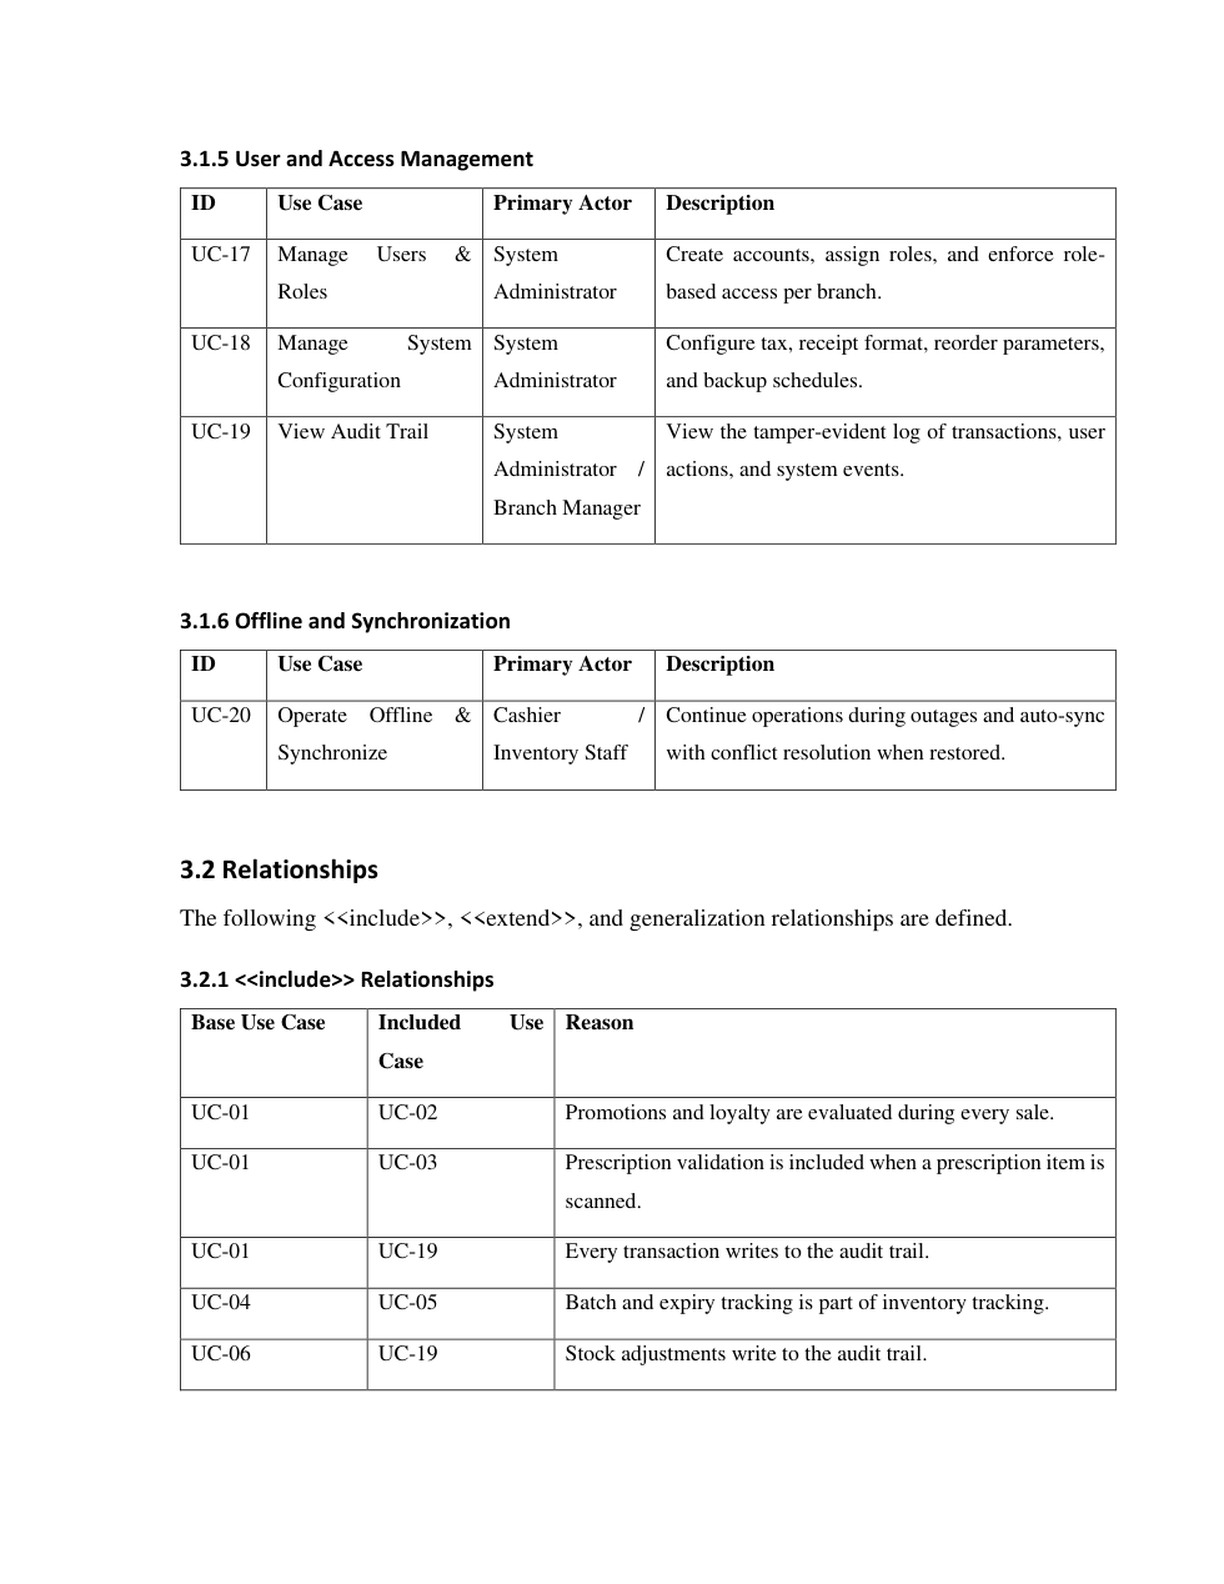 3.1.5 User and Access Management
ID Use Case Primary Actor Description
UC-17 Manage Users & Roles System Administrator Create accounts, assign roles, and enforce role-based access per branch.
UC-18 Manage System Configuration System Administrator Configure tax, receipt format, reorder parameters, and backup schedules.
UC-19 View Audit Trail System Administrator / Branch Manager View the tamper-evident log of transactions, user actions, and system events.
3.1.6 Offline and Synchronization
ID Use Case Primary Actor Description
UC-20 Operate Offline & Synchronize Cashier / Inventory Staff Continue operations during outages and auto-sync with conflict resolution when restored.
3.2 Relationships
The following <<include>>, <<extend>>, and generalization relationships are defined.
3.2.1 <<include>> Relationships
Base Use Case Included Use Case Reason
UC-01 UC-02 Promotions and loyalty are evaluated during every sale.
UC-01 UC-03 Prescription validation is included when a prescription item is scanned.
UC-01 UC-19 Every transaction writes to the audit trail.
UC-04 UC-05 Batch and expiry tracking is part of inventory tracking.
UC-06 UC-19 Stock adjustments write to the audit trail.